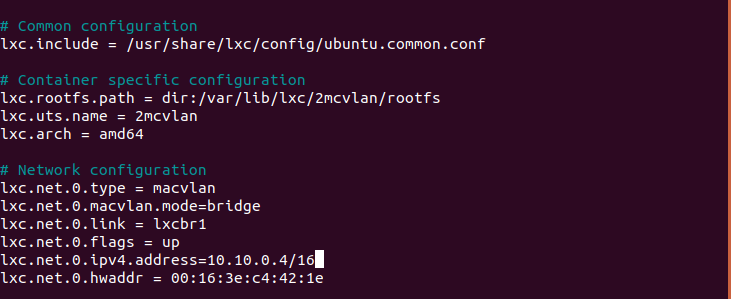 # Common configuration
lxc.include = /usr/share/lxc/config/ubuntu.common.conf
# Container specific configuration
lxc.rootfs.path = dir:/var/lib/lxc/2mcvlan/rootfs
lxc.uts.name = 2mcvlan
lxc.arch = amd64
# Network configuration
lxc.net.0.type = macvlan
lxc.net.0.macvlan.mode=bridge
lxc.net.0.link = lxcbr1
lxc.net.0.flags = up
lxc.net.0.ipv4.address=10.10.0.4/16
lxc.net.0.hwaddr = 00:16:3e:c4:42:1e